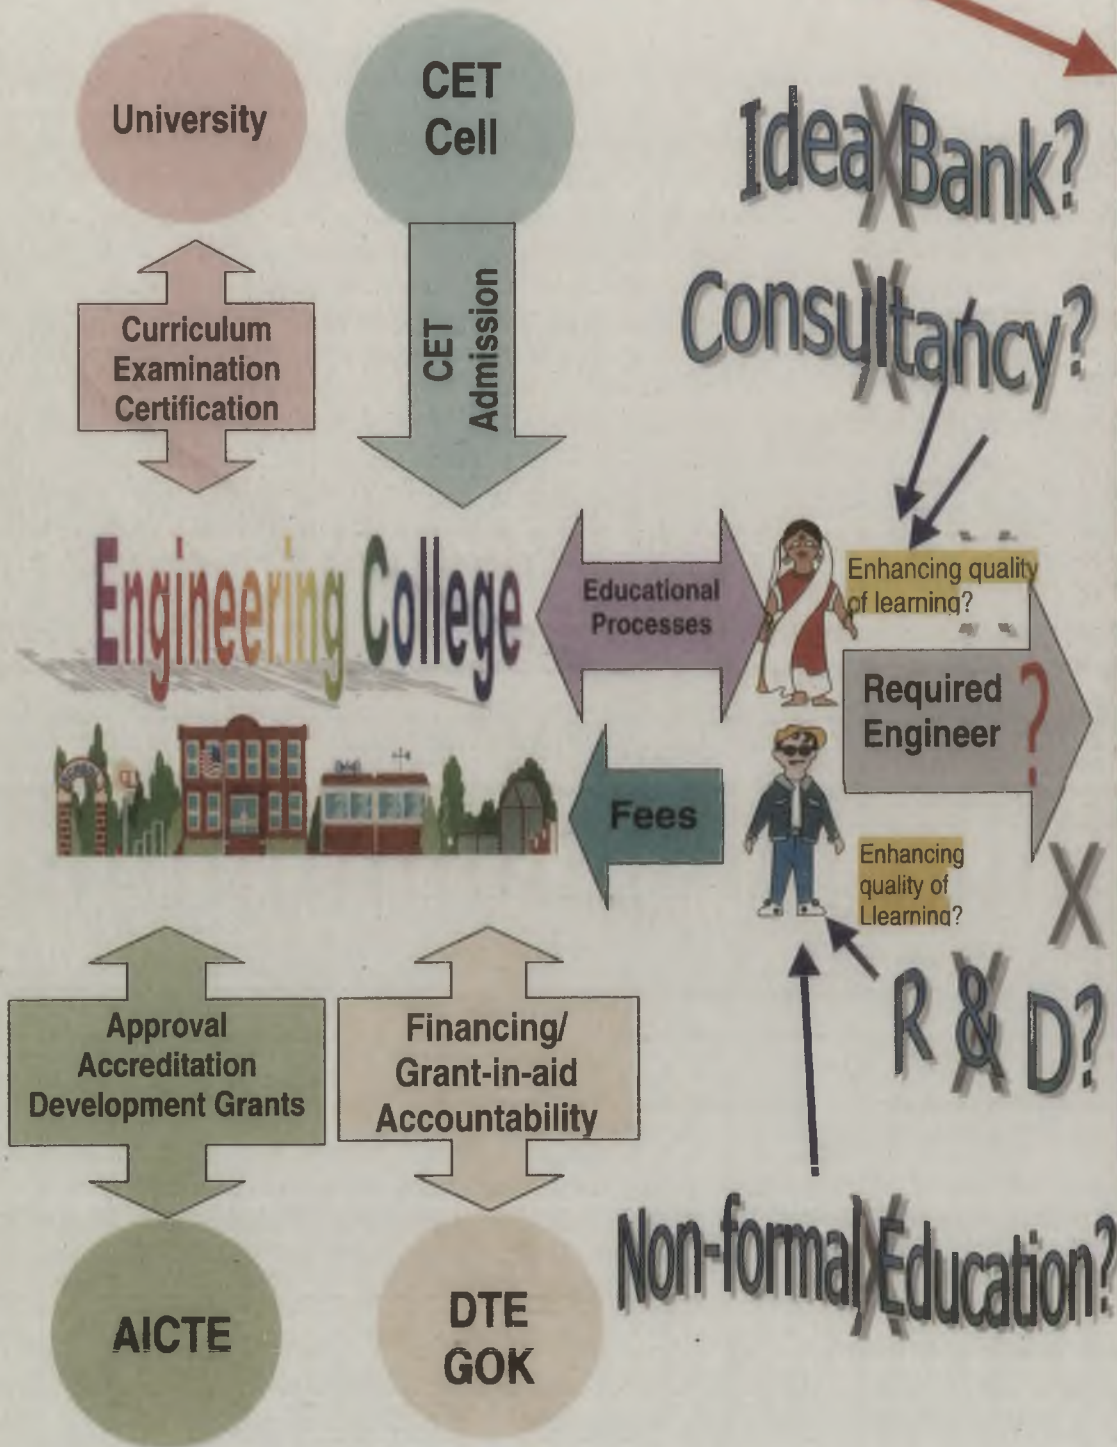 University
CET
Cell
Idea X Bank?
Curriculum
Examination
Certification
CET
Admission
Consultancy?
X
Engineering College
Educational
Processes
Enhancing quality
of learning?
Required
Engineer ?
SCHOOL
Fees
Enhancing
quality of
Llearning?
X
R & D?
X
Approval
Accreditation
Development Grants
Financing/
Grant-in-aid
Accountability
Non-formal X Education?
AICTE
DTE
GOK